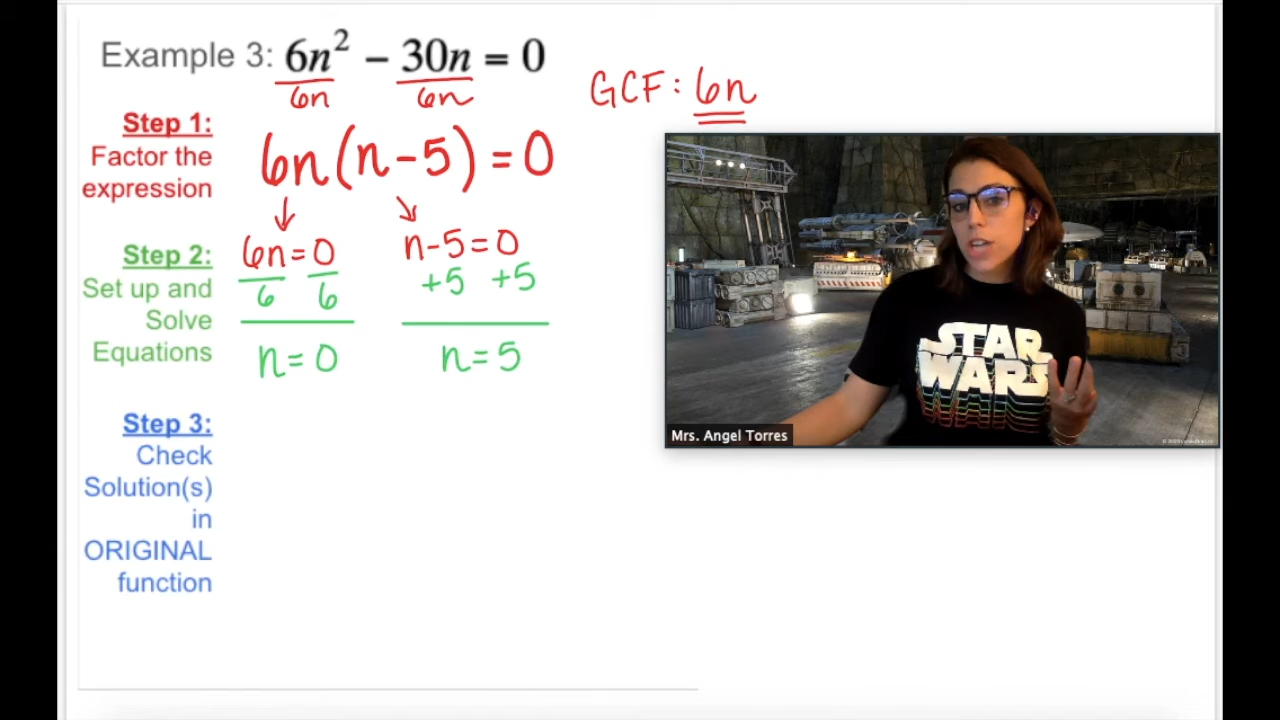 Example 3: 6n² − 30n = 0
6n 6n
GCF: 6n
Step 1:
Factor the
expression
6n(n−5) = 0
Step 2:
Set up and
Solve
Equations
6n=0 n−5=0
6 6 +5 +5
n=0 n=5
Step 3:
Check
Solution(s)
in
ORIGINAL
function
STAR
WARS
Mrs. Angel Torres